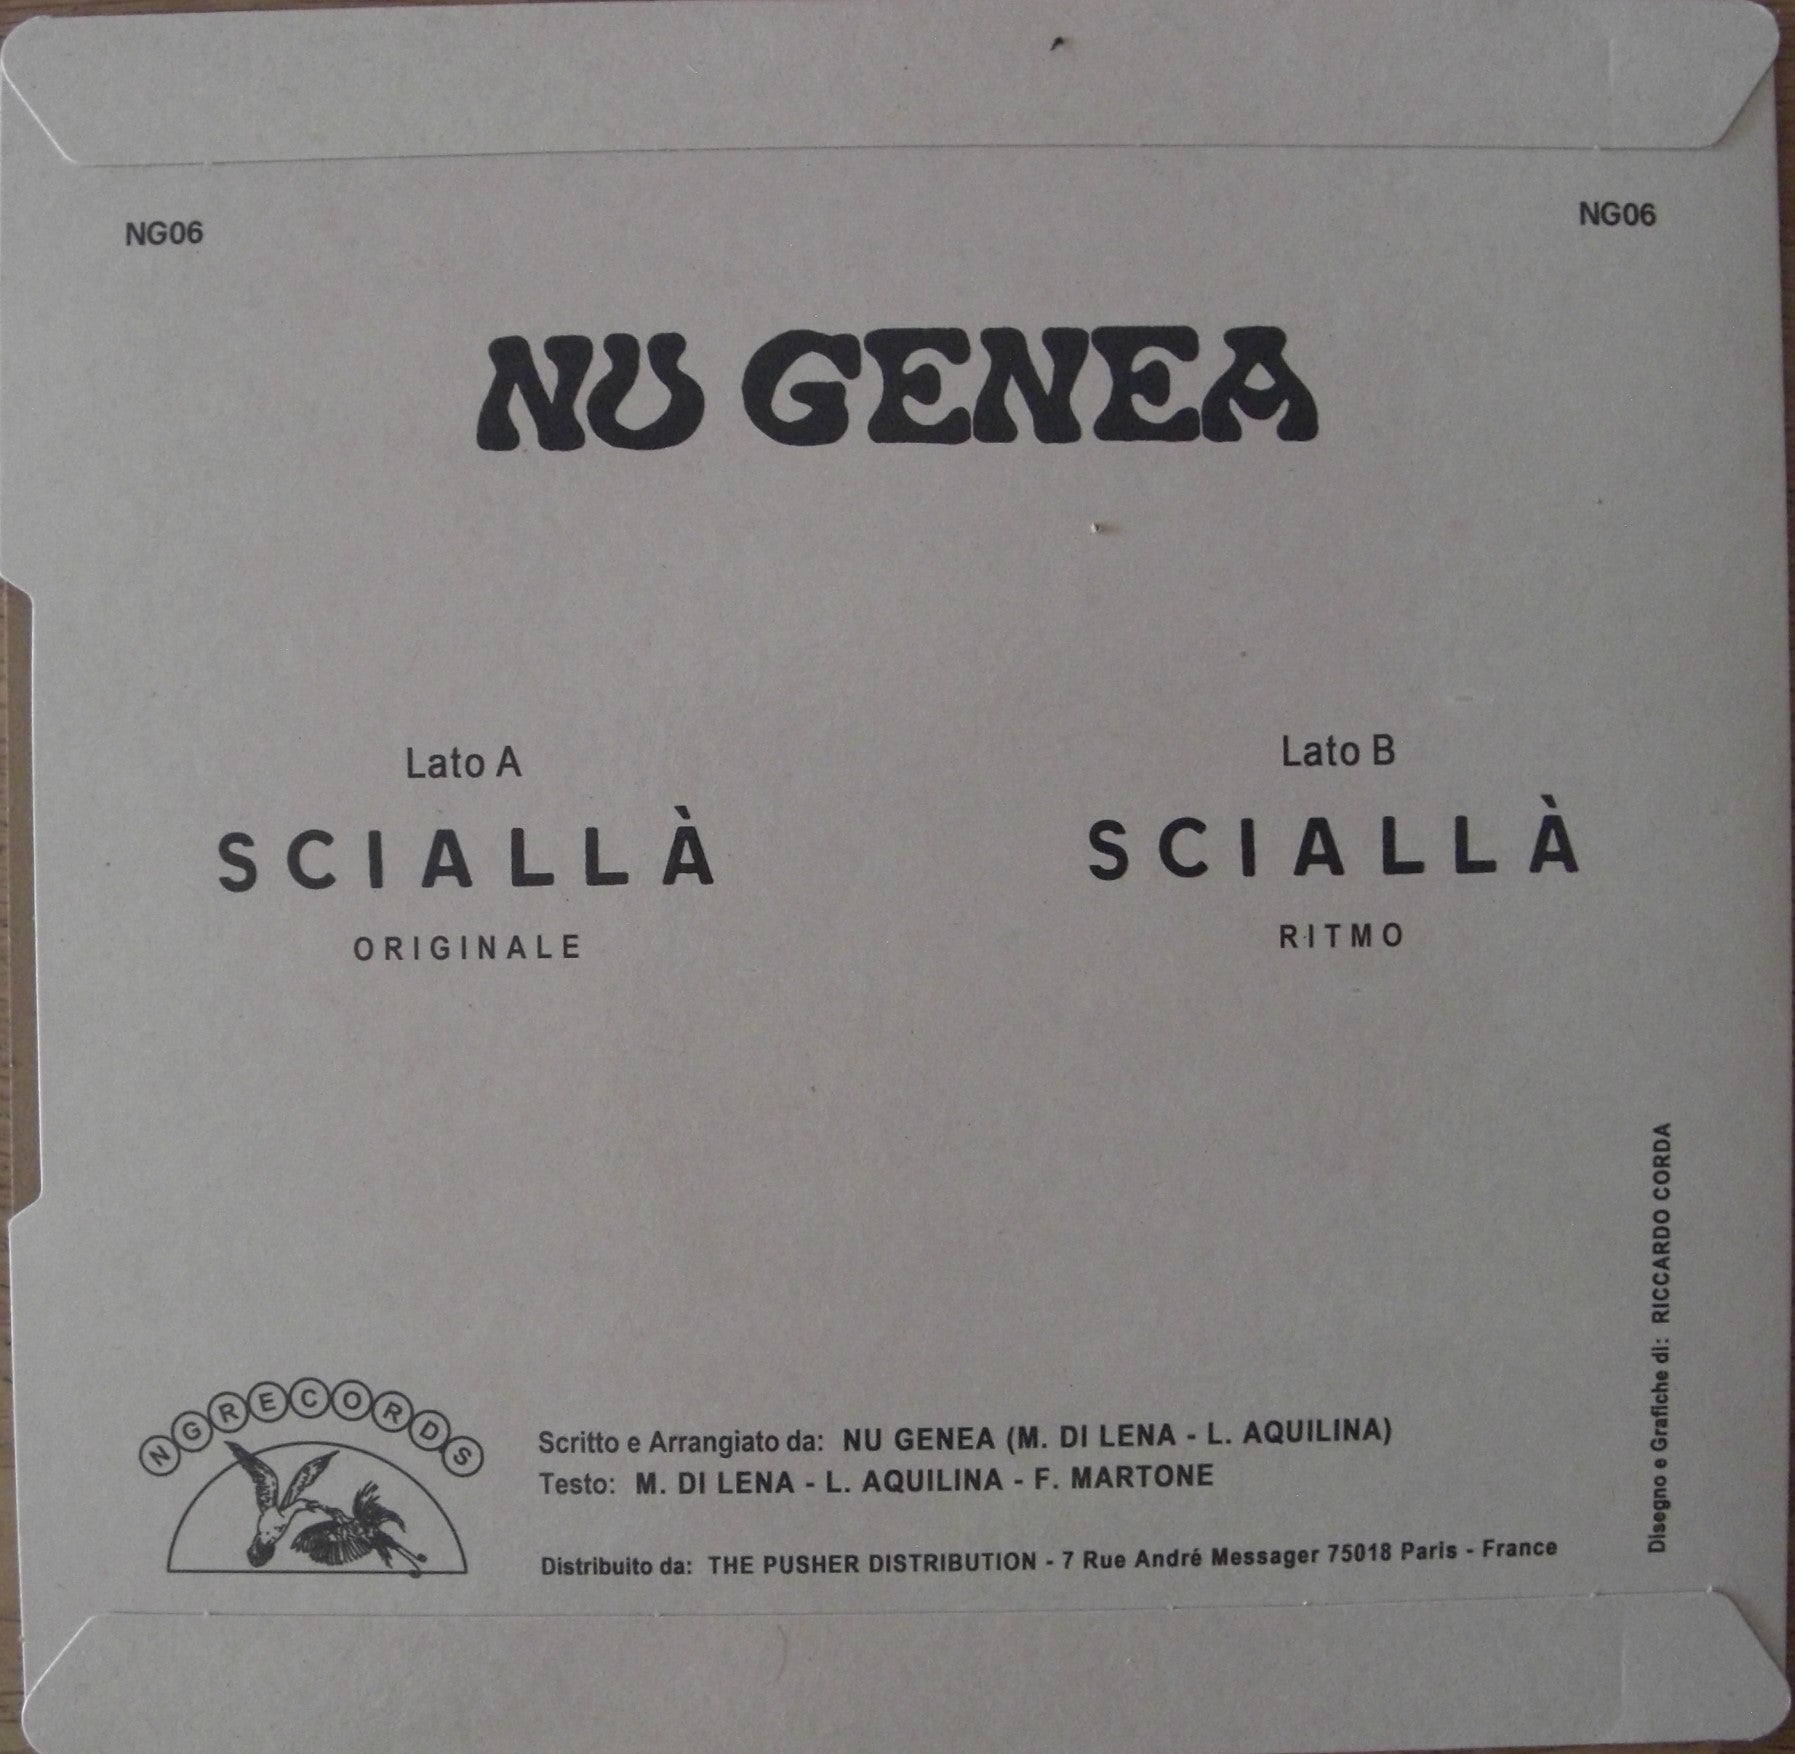 NG06
NG06
NU GENEA
Lato A
SCIALLÀ
ORIGINALE
Lato B
SCIALLÀ
RITMO
Disegno e Grafiche di: RICCARDO CORDA
NGRECORDS
Scritto e Arrangiato da: NU GENEA (M. DI LENA - L. AQUILINA)
Testo: M. DI LENA - L. AQUILINA - F. MARTONE
Distribuito da: THE PUSHER DISTRIBUTION - 7 Rue André Messager 75018 Paris - France